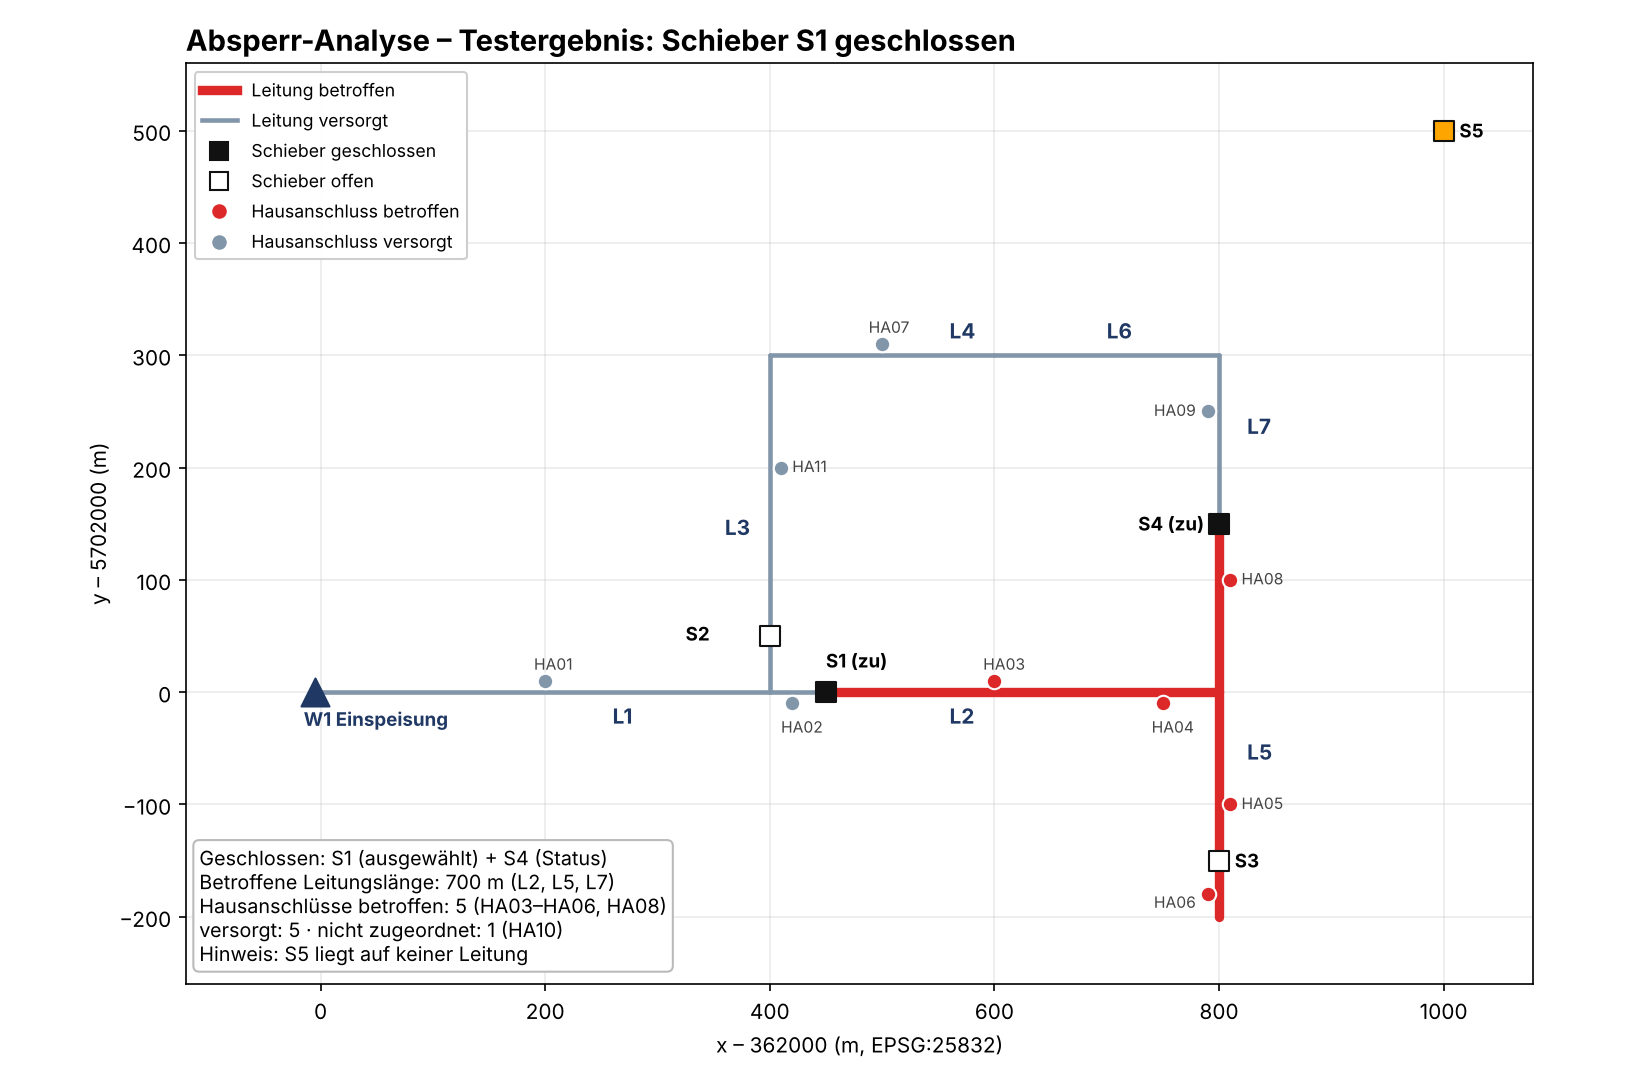 Absperr-Analyse – Testergebnis: Schieber S1 geschlossen
Leitung betroffen
Leitung versorgt
Schieber geschlossen
Schieber offen
Hausanschluss betroffen
Hausanschluss versorgt
S5
500
400
300
200
100
0
−100
−200
y – 5702000 (m)
HA07
L4
L6
HA09
L7
HA11
L3
S4 (zu)
HA08
S2
S1 (zu)
HA01
HA03
W1 Einspeisung
L1
HA02
L2
HA04
L5
HA05
S3
HA06
Geschlossen: S1 (ausgewählt) + S4 (Status)
Betroffene Leitungslänge: 700 m (L2, L5, L7)
Hausanschlüsse betroffen: 5 (HA03–HA06, HA08)
versorgt: 5 · nicht zugeordnet: 1 (HA10)
Hinweis: S5 liegt auf keiner Leitung
0
200
400
600
800
1000
x – 362000 (m, EPSG:25832)